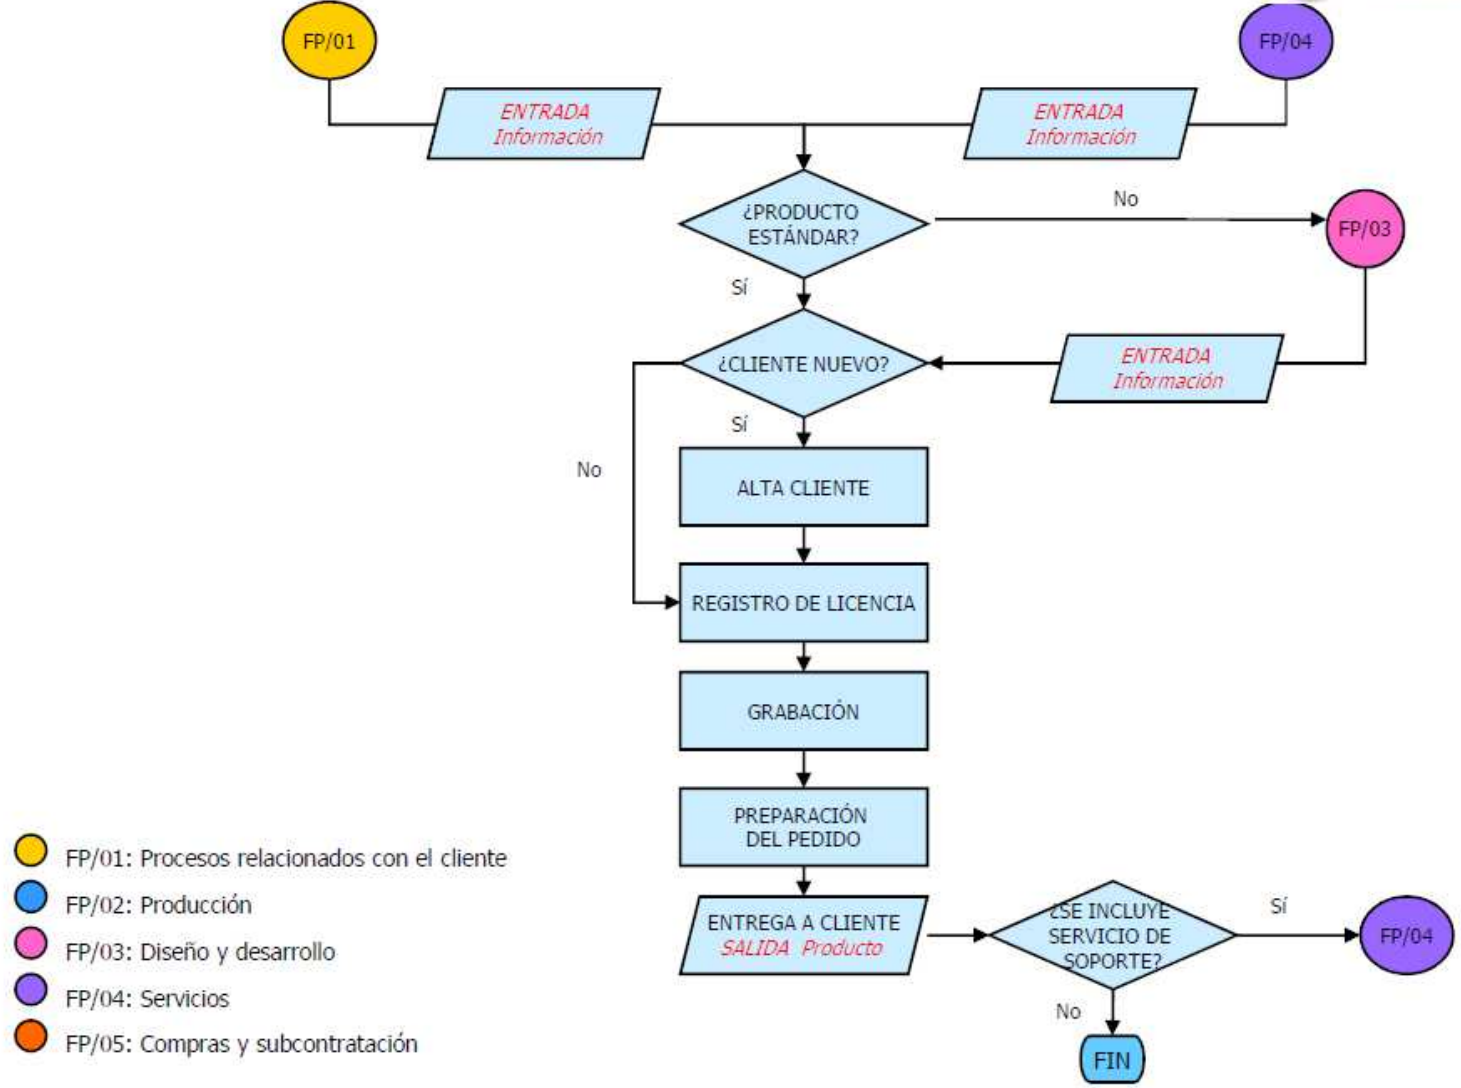 FP/01
FP/04
ENTRADA
Información
ENTRADA
Información
¿PRODUCTO
ESTÁNDAR?
No
FP/03
Sí
¿CLIENTE NUEVO?
ENTRADA
Información
Sí
No
ALTA CLIENTE
REGISTRO DE LICENCIA
GRABACIÓN
PREPARACIÓN
DEL PEDIDO
ENTREGA A CLIENTE
SALIDA Producto
¿SE INCLUYE
SERVICIO DE
SOPORTE?
Sí
FP/04
No
FIN
FP/01: Procesos relacionados con el cliente
FP/02: Producción
FP/03: Diseño y desarrollo
FP/04: Servicios
FP/05: Compras y subcontratación